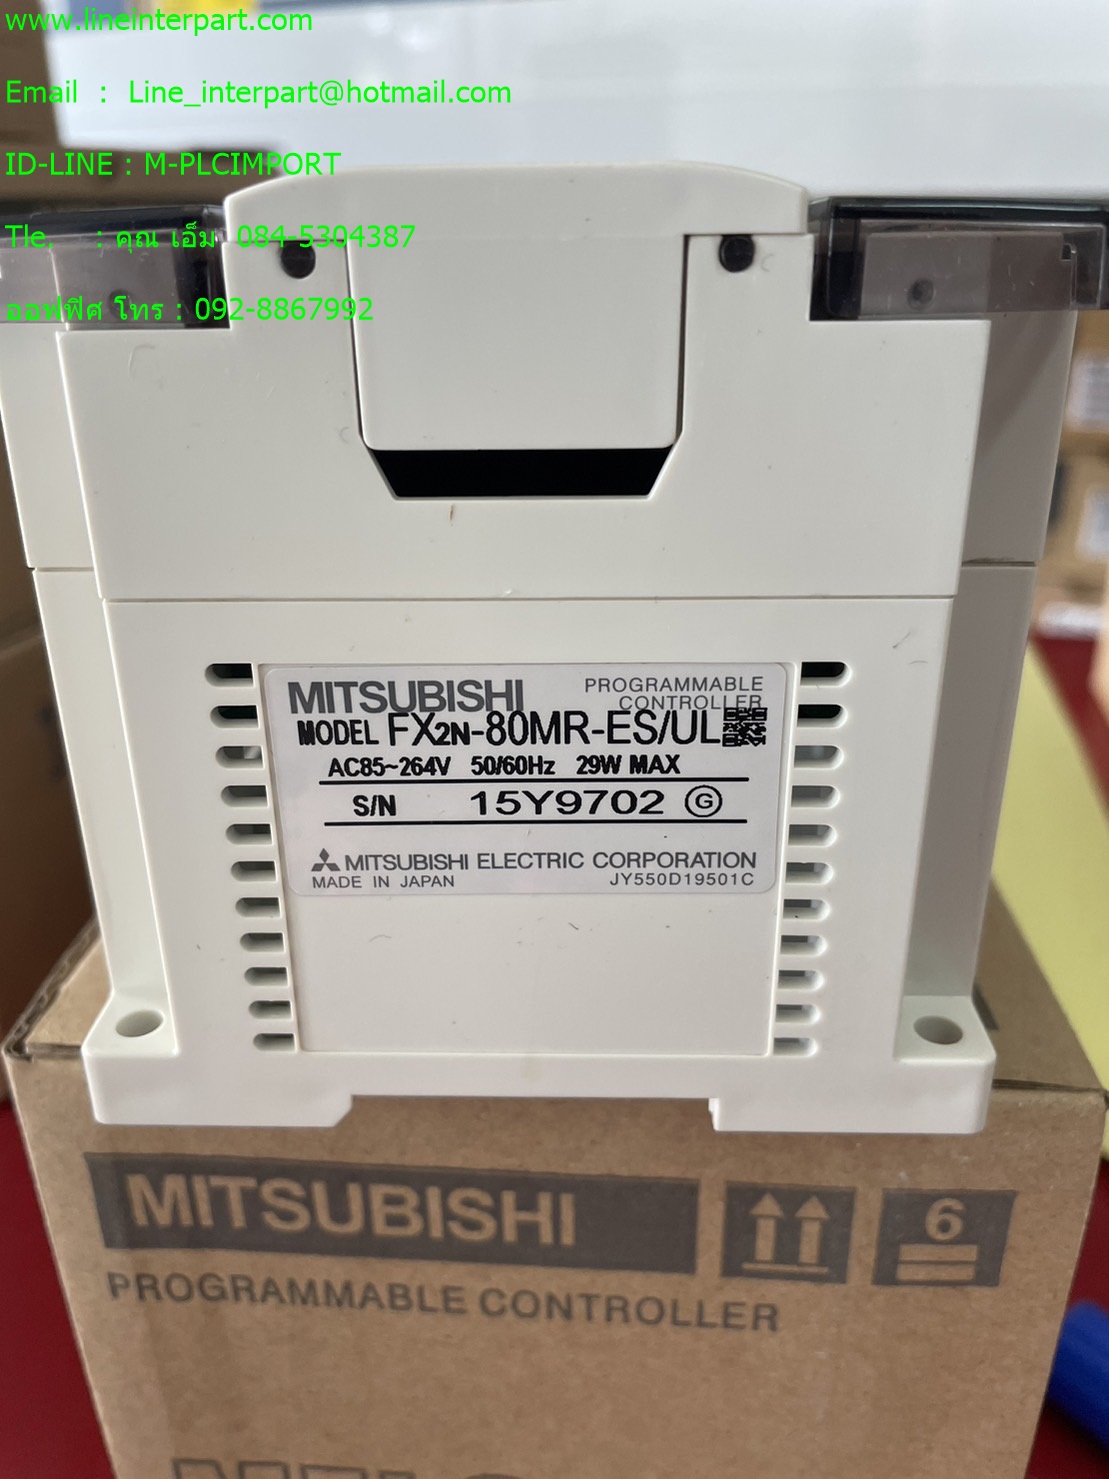 www.lineinterpart.com
Email : Line_interpart@hotmail.com
ID-LINE : M-PLCIMPORT
Tle. : คุณ เอ็ม 084-5304387
ออฟฟิศ โทร : 092-8867992
MITSUBISHI PROGRAMMABLE
CONTROLLER
MODEL FX2N-80MR-ES/UL
AC85~264V 50/60Hz 29W MAX
S/N 15Y9702 G
MITSUBISHI ELECTRIC CORPORATION
MADE IN JAPAN JY550D19501C
MITSUBISHI 6
PROGRAMMABLE CONTROLLER